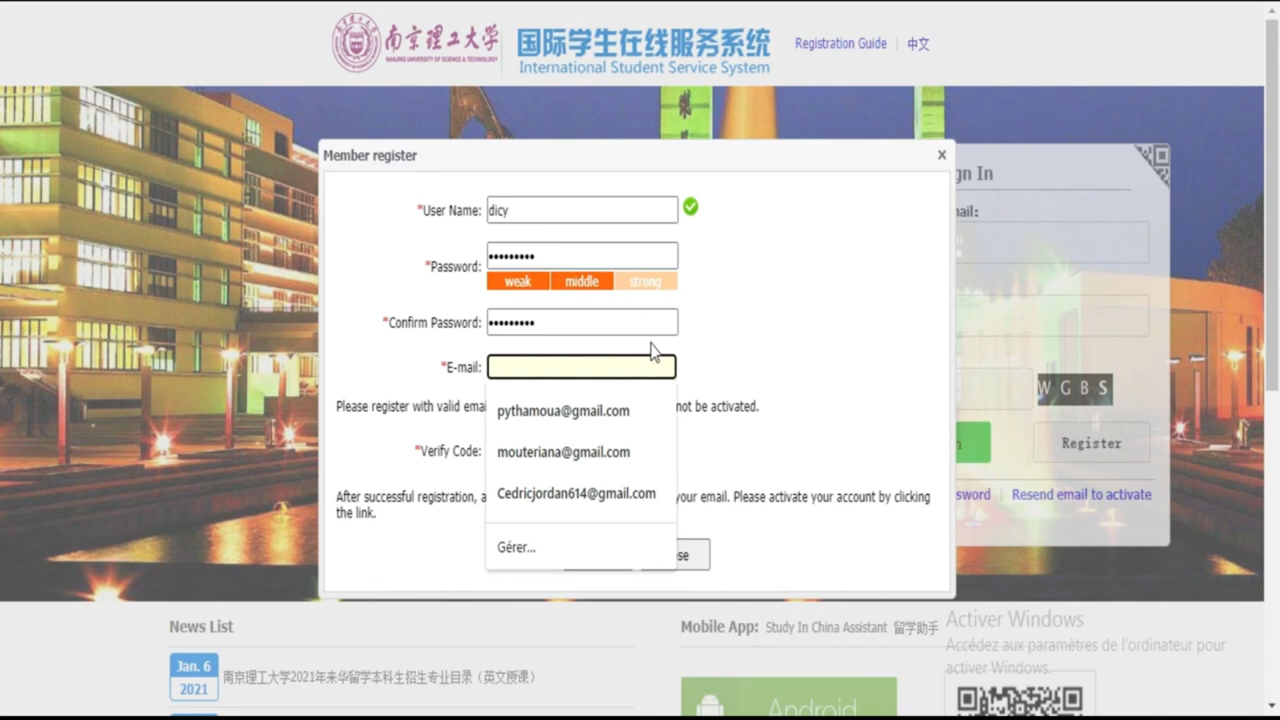 南京理工大学
NANJING UNIVERSITY OF SCIENCE & TECHNOLOGY
国际学生在线服务系统
International Student Service System
Registration Guide | 中文
Member register x
*User Name: dicy
*Password: •••••••••
weak middle strong
*Confirm Password: •••••••••
*E-mail:
pythamoua@gmail.com
mouteriana@gmail.com
Cedricjordan614@gmail.com
Gérer...
Please register with valid emai
not be activated.
*Verify Code:
After successful registration, a
your email. Please activate your account by clicking
the link.
se
gn In
ail:
W G B S
n
Register
sword | Resend email to activate
News List
Jan. 6
2021
南京理工大学2021年来华留学本科生招生专业目录（英文授课）
Mobile App: Study In China Assistant 留学助手
Android
Activer Windows
Accédez aux paramètres de l'ordinateur pour
activer Windows.